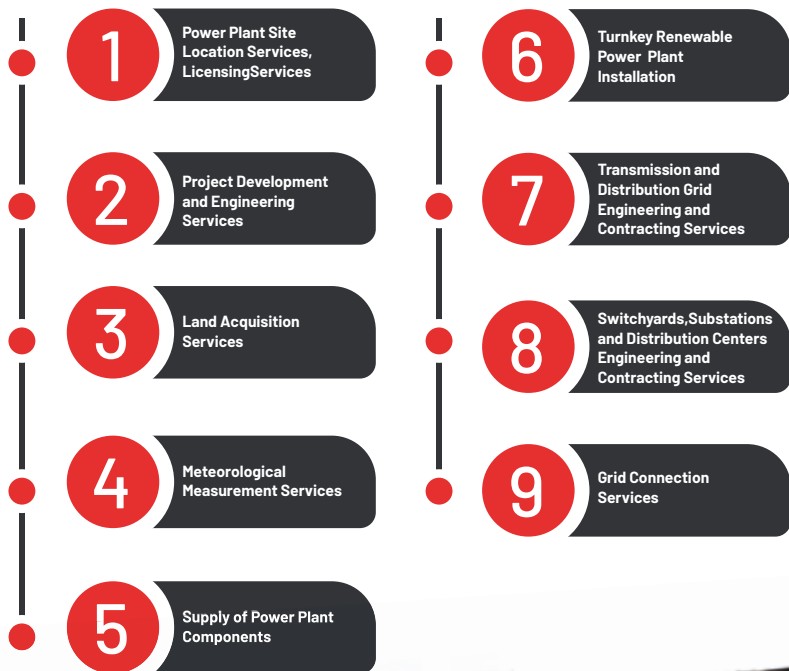 1
Power Plant Site
Location Services,
LicensingServices
2
Project Development
and Engineering
Services
3
Land Acquisition
Services
4
Meteorological
Measurement Services
5
Supply of Power Plant
Components
6
Turnkey Renewable
Power Plant
Installation
7
Transmission and
Distribution Grid
Engineering and
Contracting Services
8
Switchyards,Substations
and Distribution Centers
Engineering and
Contracting Services
9
Grid Connection
Services